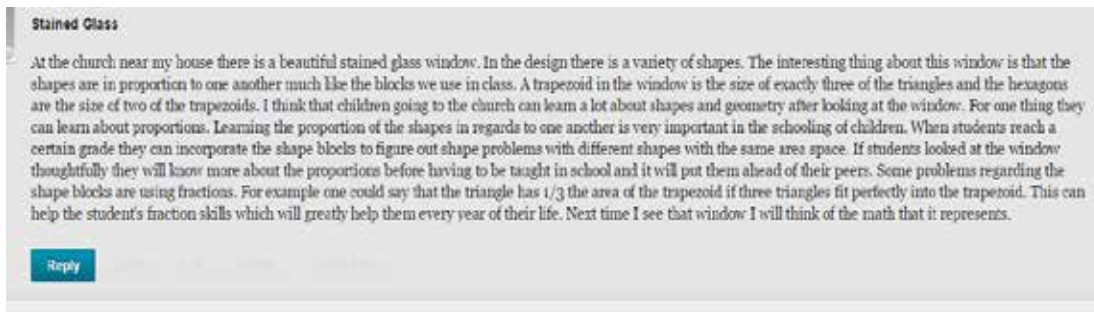 Stained Glass
At the church near my house there is a beautiful stained glass window. In the design there is a variety of shapes. The interesting thing about this window is that the
shapes are in proportion to one another much like the blocks we use in class. A trapezoid in the window is the size of exactly three of the triangles and the hexagons
are the size of two of the trapezoids. I think that children going to the church can learn a lot about shapes and geometry after looking at the window. For one thing they
can learn about proportions. Learning the proportion of the shapes in regards to one another is very important in the schooling of children. When students reach a
certain grade they can incorporate the shape blocks to figure out shape problems with different shapes with the same area space. If students looked at the window
thoughtfully they will know more about the proportions before having to be taught in school and it will put them ahead of their peers. Some problems regarding the
shape blocks are using fractions. For example one could say that the triangle has 1/3 the area of the trapezoid if three triangles fit perfectly into the trapezoid. This can
help the student's fraction skills which will greatly help them every year of their life. Next time I see that window I will think of the math that it represents.
Reply